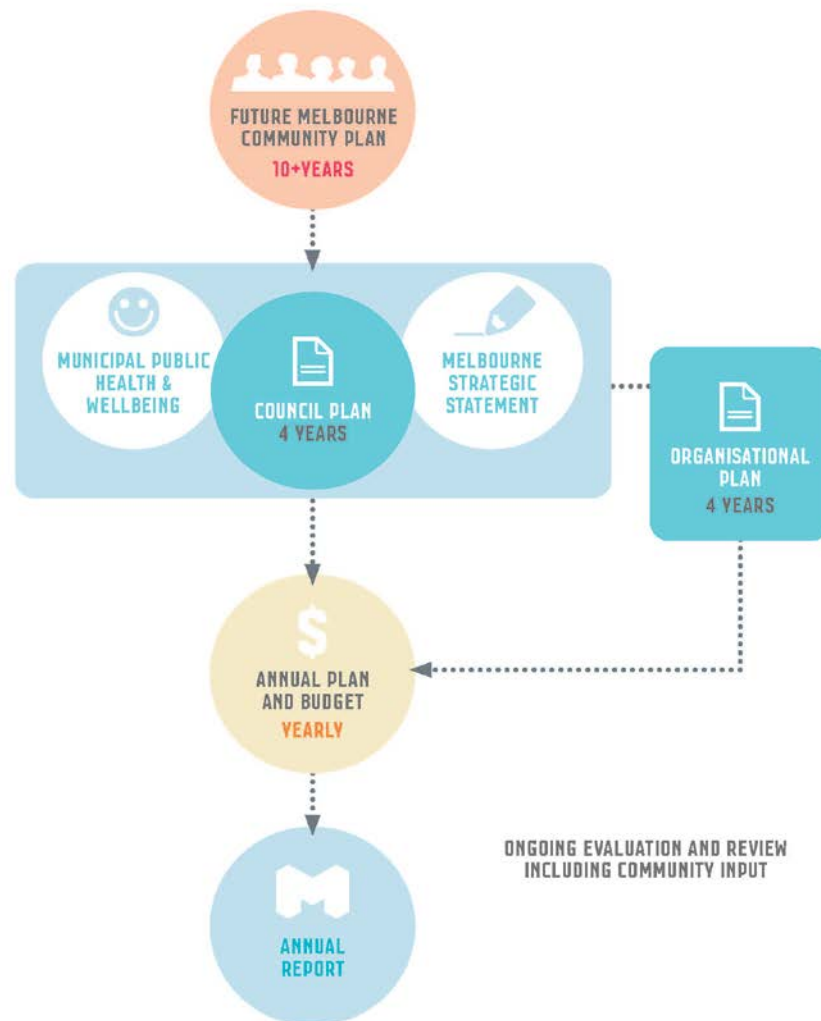 FUTURE MELBOURNE
COMMUNITY PLAN
10+YEARS
MUNICIPAL PUBLIC
HEALTH &
WELLBEING
COUNCIL PLAN
4 YEARS
MELBOURNE
STRATEGIC
STATEMENT
ORGANISATIONAL
PLAN
4 YEARS
$
ANNUAL PLAN
AND BUDGET
YEARLY
ONGOING EVALUATION AND REVIEW
INCLUDING COMMUNITY INPUT
M
ANNUAL
REPORT